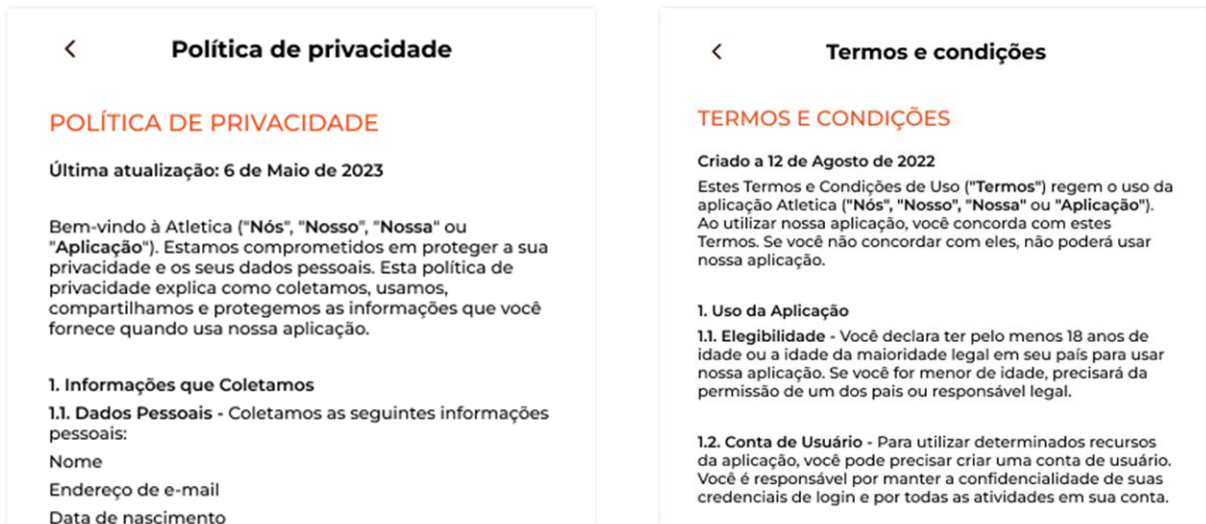 Política de privacidade
POLÍTICA DE PRIVACIDADE
Última atualização: 6 de Maio de 2023
Bem-vindo à Atletica ("Nós", "Nosso", "Nossa" ou
"Aplicação"). Estamos comprometidos em proteger a sua
privacidade e os seus dados pessoais. Esta política de
privacidade explica como coletamos, usamos,
compartilhamos e protegemos as informações que você
fornece quando usa nossa aplicação.
1. Informações que Coletamos
1.1. Dados Pessoais - Coletamos as seguintes informações
pessoais:
Nome
Endereço de e-mail
Data de nascimento
Termos e condições
TERMOS E CONDIÇÕES
Criado a 12 de Agosto de 2022
Estes Termos e Condições de Uso ("Termos") regem o uso da
aplicação Atletica ("Nós", "Nosso", "Nossa" ou "Aplicação").
Ao utilizar nossa aplicação, você concorda com estes
Termos. Se você não concordar com eles, não poderá usar
nossa aplicação.
1. Uso da Aplicação
1.1. Elegibilidade - Você declara ter pelo menos 18 anos de
idade ou a idade da maioridade legal em seu país para usar
nossa aplicação. Se você for menor de idade, precisará da
permissão de um dos pais ou responsável legal.
1.2. Conta de Usuário - Para utilizar determinados recursos
da aplicação, você pode precisar criar uma conta de usuário.
Você é responsável por manter a confidencialidade de suas
credenciais de login e por todas as atividades em sua conta.